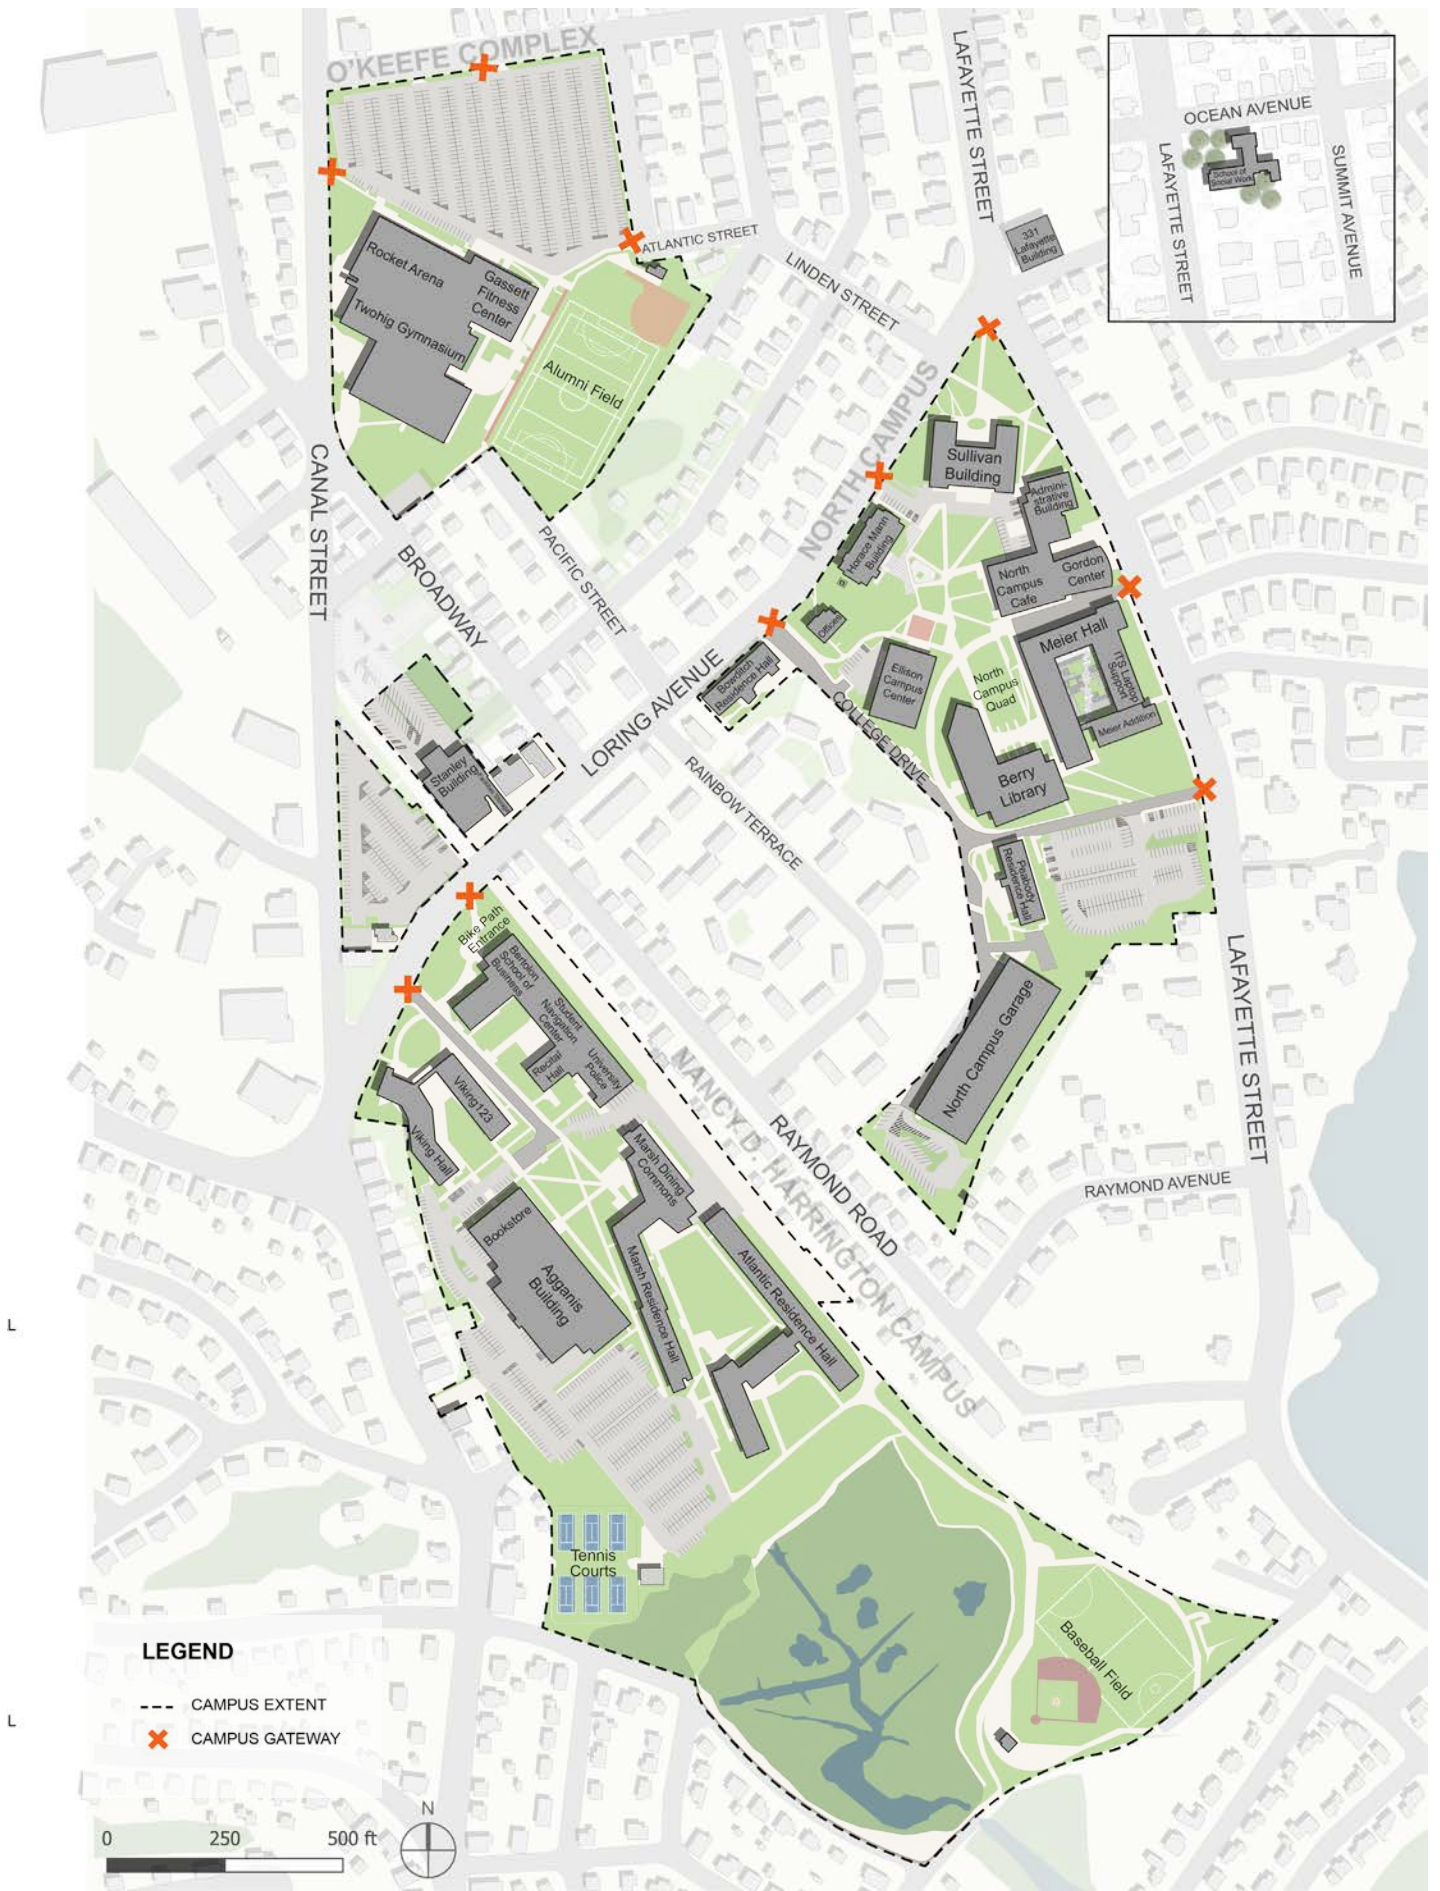 O'KEEFE COMPLEX
LAFAYETTE STREET
OCEAN AVENUE
LAFAYETTE STREET
SUMMIT AVENUE
School of
Social Work
331
Lafayette
Building
ATLANTIC STREET
LINDEN STREET
Rocket Arena
Gassett
Fitness
Center
Twohig Gymnasium
Alumni Field
NORTH CAMPUS
Sullivan
Building
Admini-
strative
Building
Horace Mann
Building
North
Campus
Cafe
Gordon
Center
CANAL STREET
BROADWAY
PACIFIC STREET
Offices
Meier Hall
ITS Laptop
Support
Meier Addition
Ellison
Campus
Center
North
Campus
Quad
Bowditch
Residence Hall
LORING AVENUE
COLLEGE DRIVE
Berry
Library
Stanley
Building
RAINBOW TERRACE
Peabody
Residence Hall
Bike Path
Entrance
Bertolon
School of
Business
Student
Navigation
Center
Recital
Hall
University
Police
North Campus Garage
LAFAYETTE STREET
Viking123
Viking Hall
NANCY D. HARRINGTON CAMPUS
RAYMOND ROAD
RAYMOND AVENUE
Marsh Dining
Commons
Bookstore
Agganis
Building
Marsh Residence Hall
Atlantic Residence Hall
L
Tennis
Courts
Baseball Field
LEGEND
CAMPUS EXTENT
L
CAMPUS GATEWAY
N
0 250 500 ft